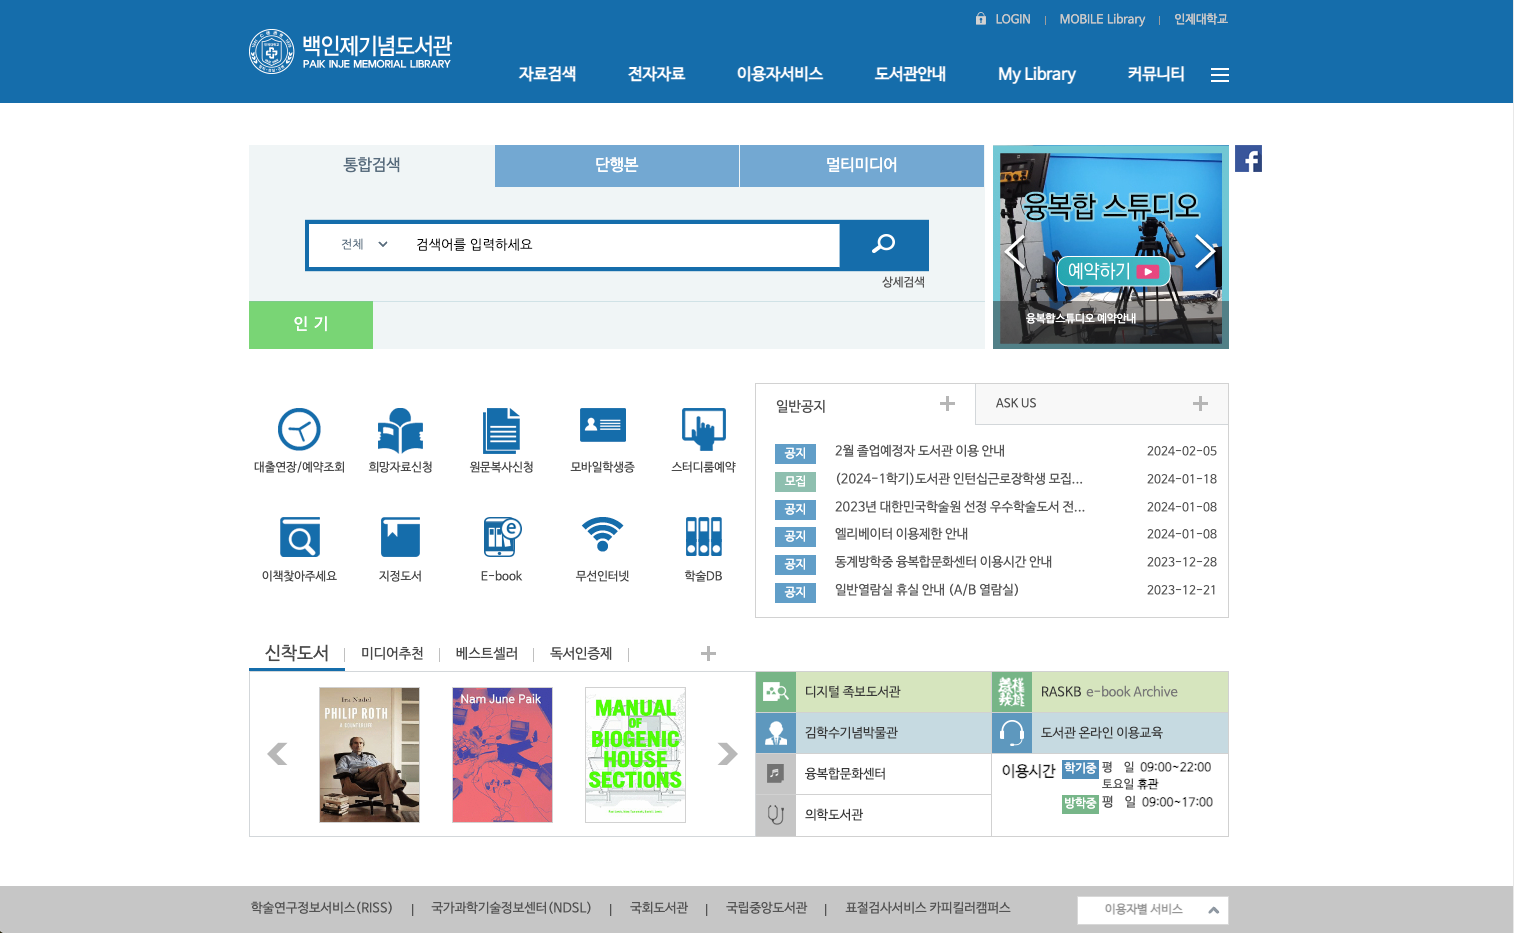 LOGIN
MOBILE Library
인제대학교
백인제기념도서관
PAIK INJE MEMORIAL LIBRARY
자료검색
전자자료
이용자서비스
도서관안내
My Library
커뮤니티
통합검색
단행본
멀티미디어
전체
검색어를 입력하세요
상세검색
인 기
융복합 스튜디오
예약하기
융복합스튜디오 예약안내
대출연장/예약조회
희망자료신청
원문복사신청
모바일학생증
스터디룸예약
이책찾아주세요
지정도서
E-book
무선인터넷
학술DB
일반공지
ASK US
공지 2월 졸업예정자 도서관 이용 안내 2024-02-05
모집 (2024-1학기)도서관 인턴십근로장학생 모집... 2024-01-18
공지 2023년 대한민국학술원 선정 우수학술도서 전... 2024-01-08
공지 엘리베이터 이용제한 안내 2024-01-08
공지 동계방학중 융복합문화센터 이용시간 안내 2023-12-28
공지 일반열람실 휴실 안내 (A/B 열람실) 2023-12-21
신착도서
미디어추천
베스트셀러
독서인증제
Ira Nadel
PHILIP ROTH
A COUNTERLIFE
Nam June Paik
MANUAL
OF
BIOGENIC
HOUSE
SECTIONS
디지털 족보도서관
RASKB e-book Archive
김학수기념박물관
도서관 온라인 이용교육
융복합문화센터
의학도서관
이용시간
학기중 평 일 09:00~22:00
토요일 휴관
방학중 평 일 09:00~17:00
학술연구정보서비스(RISS)
국가과학기술정보센터(NDSL)
국회도서관
국립중앙도서관
표절검사서비스 카피킬러캠퍼스
이용자별 서비스